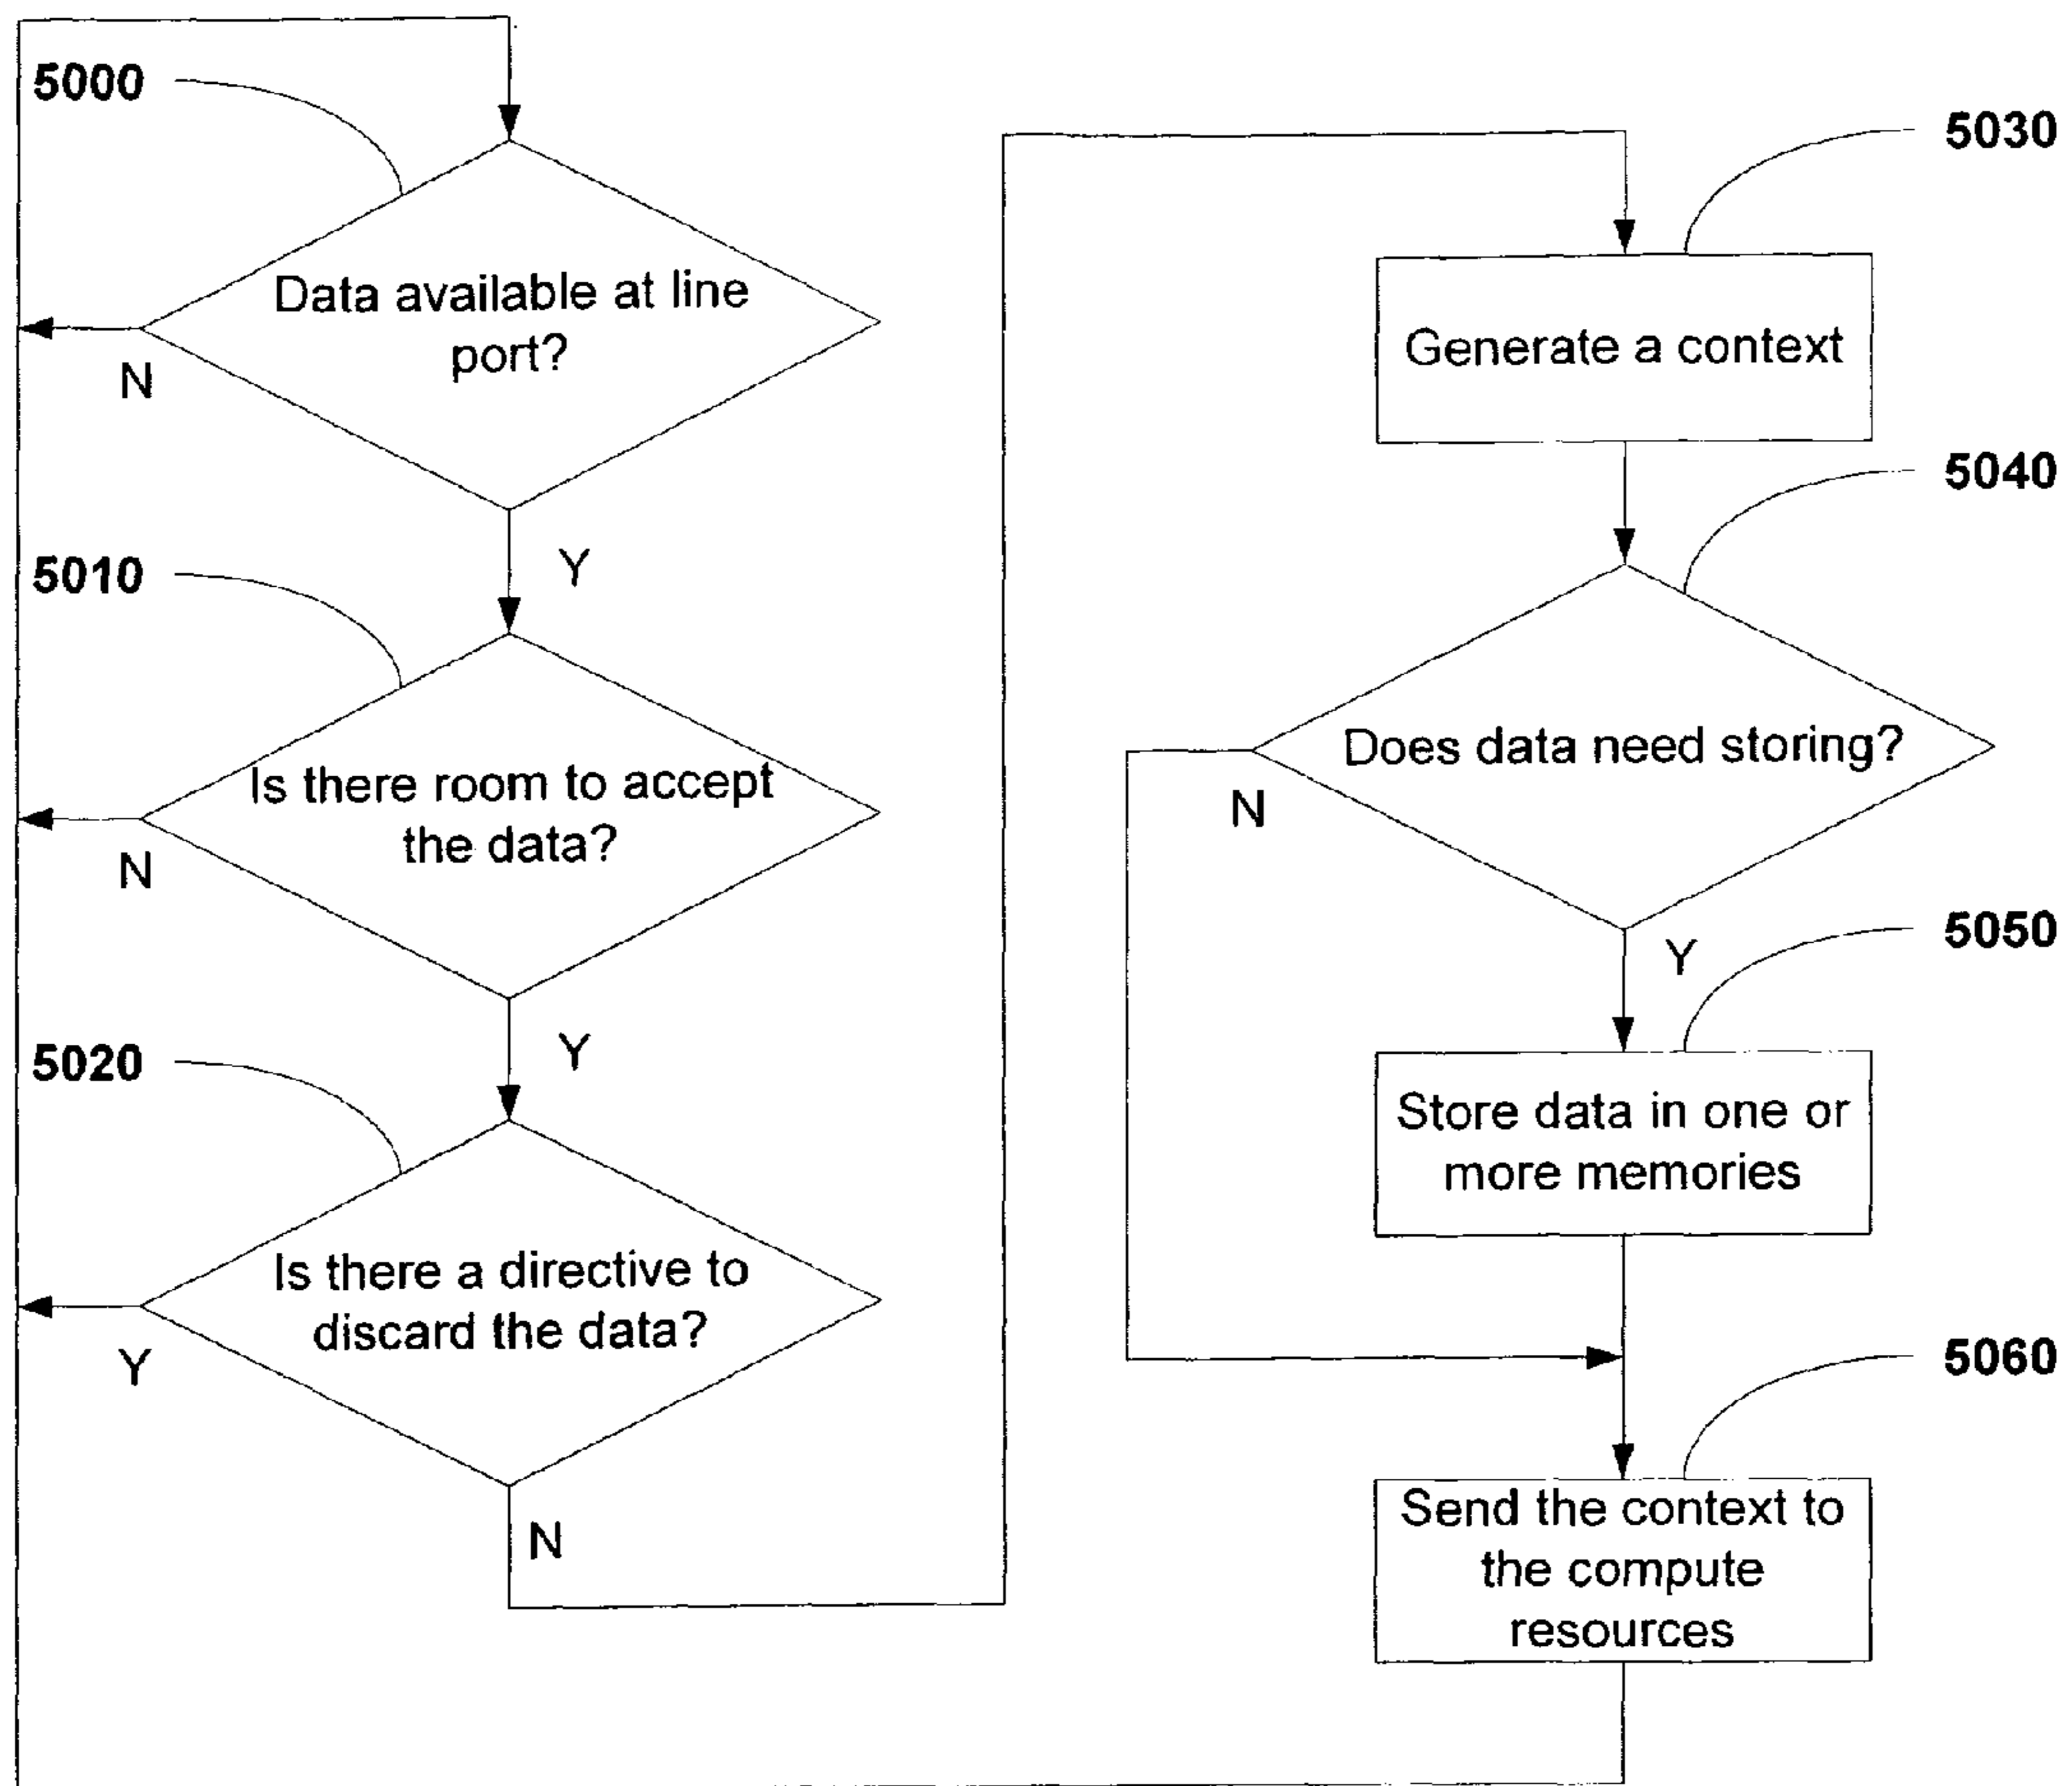 5000
Data available at line
port?
N
Y
5010
Is there room to accept
the data?
N
Y
5020
Is there a directive to
discard the data?
Y
N
5030
Generate a context
5040
Does data need storing?
N
Y
5050
Store data in one or
more memories
5060
Send the context to
the compute
resources